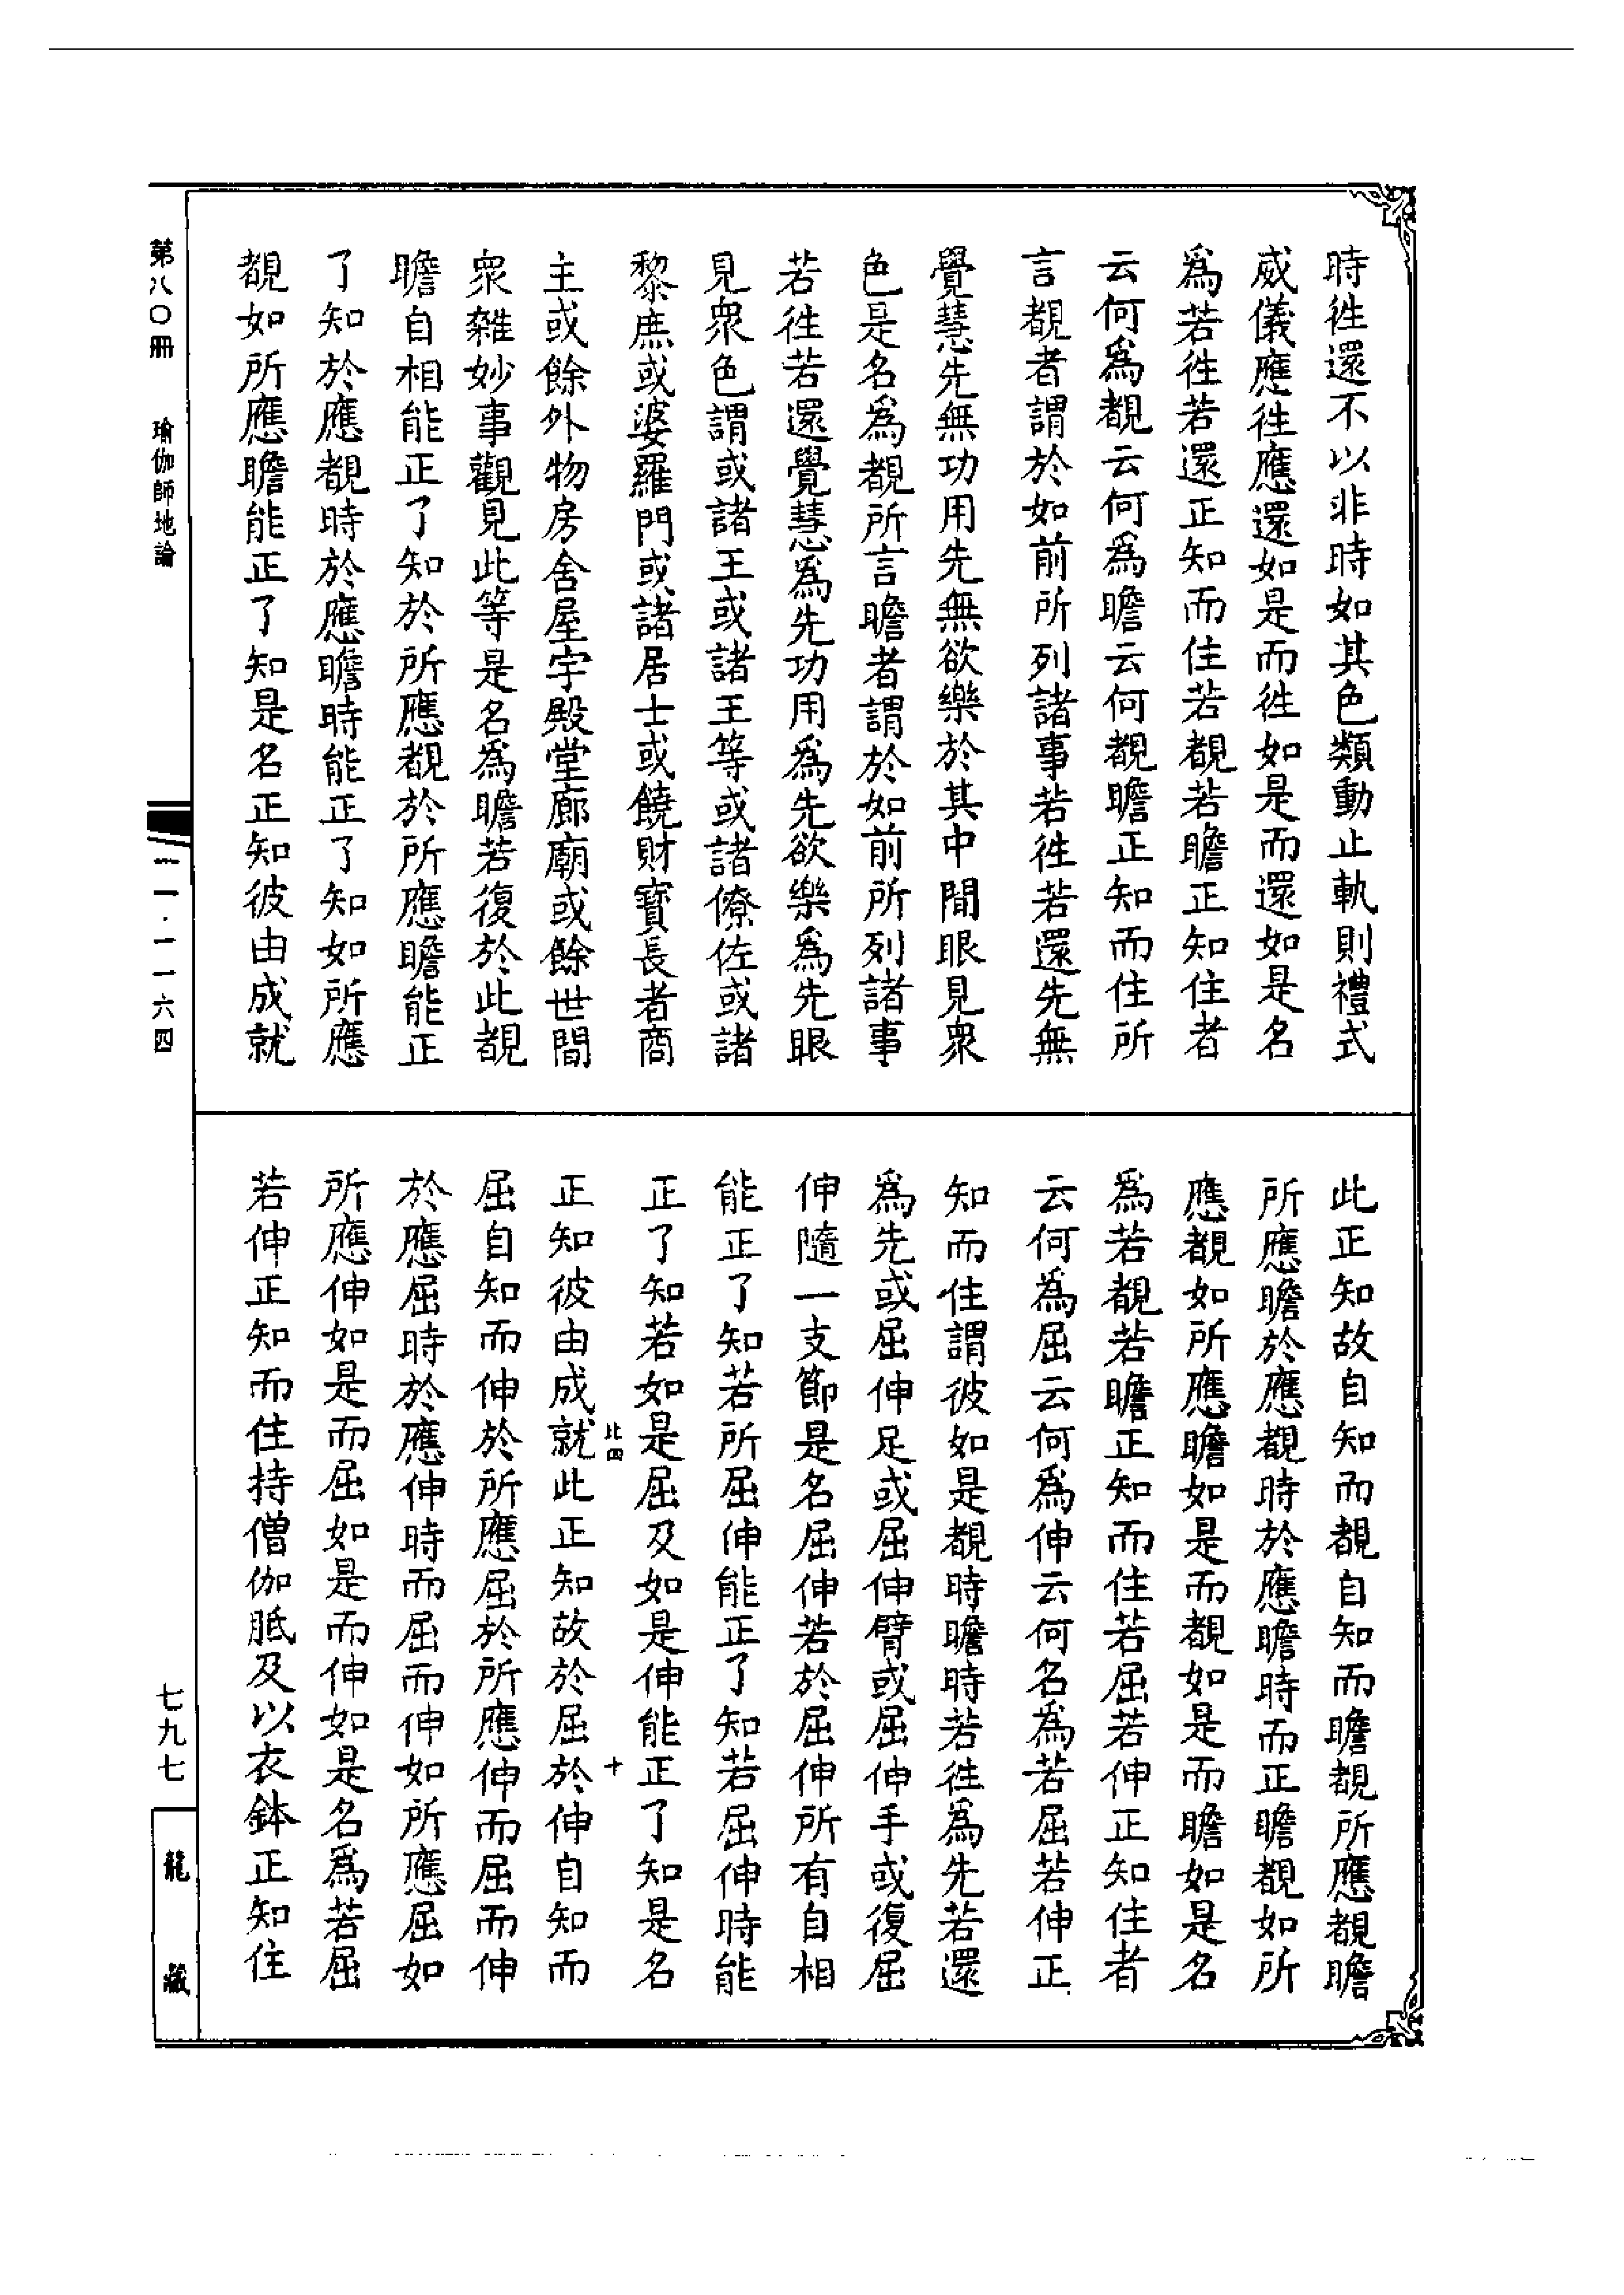 時徃還不以非時如其色類動止軌則禮式
威儀應徃應還如是而徃如是而還如是名
爲若徃若還正知而住若覩若瞻正知住者
云何爲覩云何爲瞻云何覩瞻正知而住所
言覩者謂於如前所列諸事若徃若還先無
覺慧先無功用先無欲樂於其中間眼見衆
色是名爲覩所言瞻者謂於如前所列諸事
若徃若還覺慧爲先功用爲先欲樂爲先眼
見衆色謂或諸王或諸王等或諸僚佐或諸
黎庶或婆羅門或諸居士或饒財寶長者商
主或餘外物房舍屋宇殿堂廊廟或餘世間
衆雜妙事觀見此等是名爲瞻若復於此覩
瞻自相能正了知於所應覩於所應瞻能正
了知於應覩時於應瞻時能正了知如所應
覩如所應瞻能正了知是名正知彼由成就
此正知故自知而覩自知而瞻覩所應覩瞻
所應瞻於應覩時於應瞻時而正瞻覩如所
應覩如所應瞻如是而覩如是而瞻如是名
爲若覩若瞻正知而住若屈若伸正知住者
云何爲屈云何爲伸云何名爲若屈若伸正
知而住謂彼如是覩時瞻時若徃爲先若還
爲先或屈伸足或屈伸臂或屈伸手或復屈
伸隨一支節是名屈伸若於屈伸所有自相
能正了知若所屈伸能正了知若屈伸時能
正了知若如是屈及如是伸能正了知是名
北四 十
正知彼由成就此正知故於屈於伸自知而
屈自知而伸於所應屈於所應伸而屈而伸
於應屈時於應伸時而屈而伸如所應屈如
所應伸如是而屈如是而伸如是名爲若屈
若伸正知而住持僧伽胝及以衣鉢正知住
第八〇冊 瑜伽師地論
一一·一一六四
七九七
龍藏